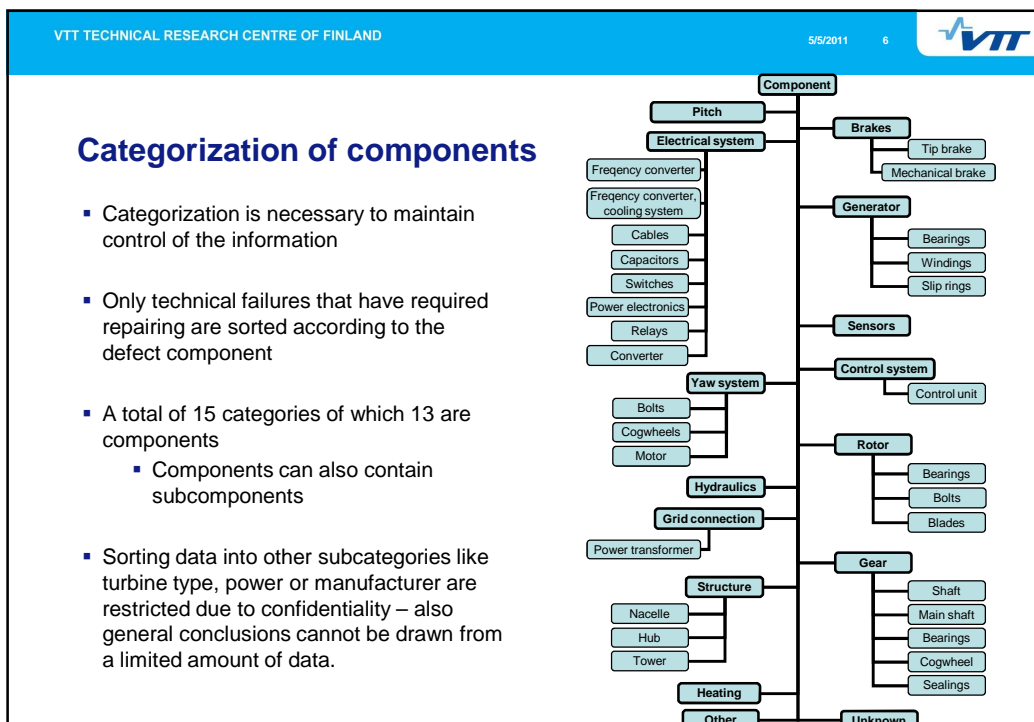 VTT TECHNICAL RESEARCH CENTRE OF FINLAND
5/5/2011
6
VTT
Categorization of components
Categorization is necessary to maintain
control of the information
Only technical failures that have required
repairing are sorted according to the
defect component
A total of 15 categories of which 13 are
components
Components can also contain
subcomponents
Sorting data into other subcategories like
turbine type, power or manufacturer are
restricted due to confidentiality – also
general conclusions cannot be drawn from
a limited amount of data.
Component
Pitch
Electrical system
Freqency converter
Freqency converter,
cooling system
Cables
Capacitors
Switches
Power electronics
Relays
Converter
Yaw system
Bolts
Cogwheels
Motor
Hydraulics
Grid connection
Power transformer
Structure
Nacelle
Hub
Tower
Heating
Other
Brakes
Tip brake
Mechanical brake
Generator
Bearings
Windings
Slip rings
Sensors
Control system
Control unit
Rotor
Bearings
Bolts
Blades
Gear
Shaft
Main shaft
Bearings
Cogwheel
Sealings
Unknown